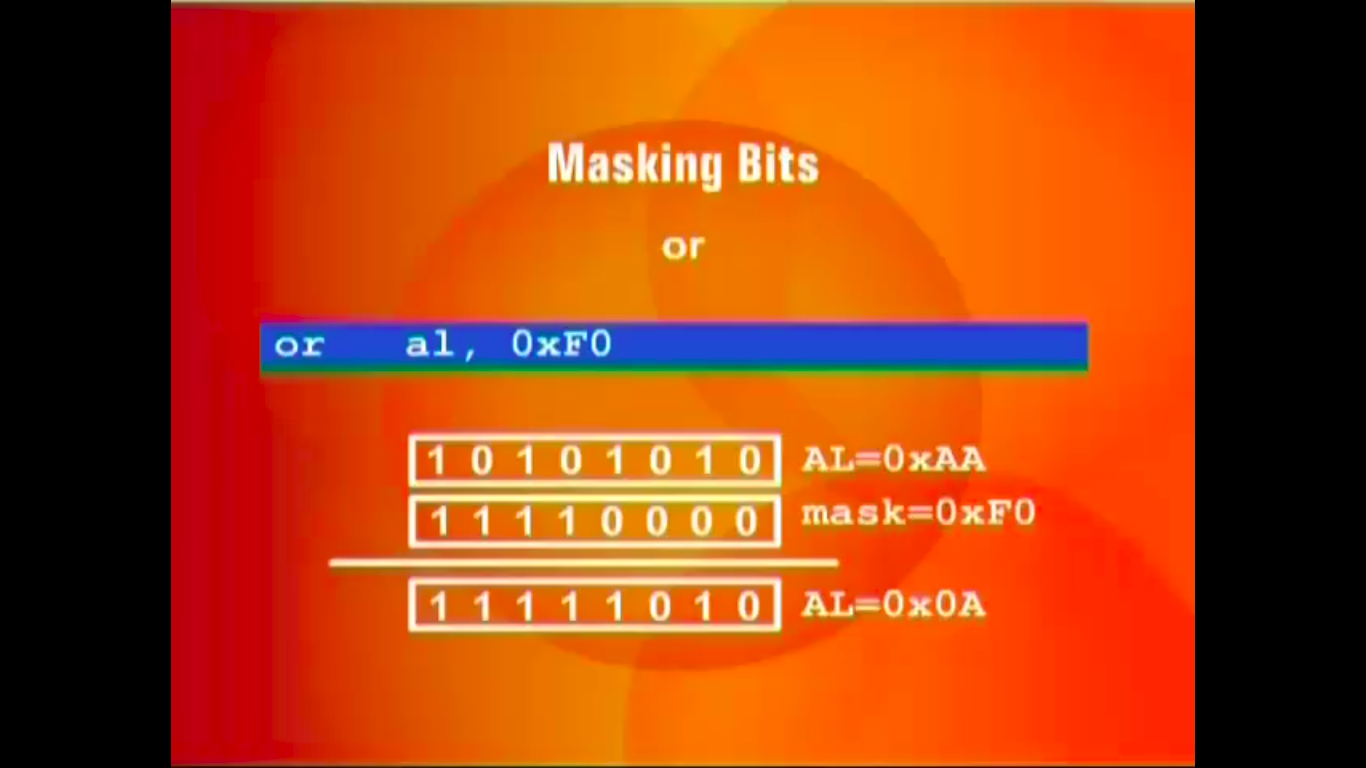 Masking Bits
or
or al, 0xF0
1 0 1 0 1 0 1 0 AL=0xAA
1 1 1 1 0 0 0 0 mask=0xF0
1 1 1 1 1 0 1 0 AL=0x0A